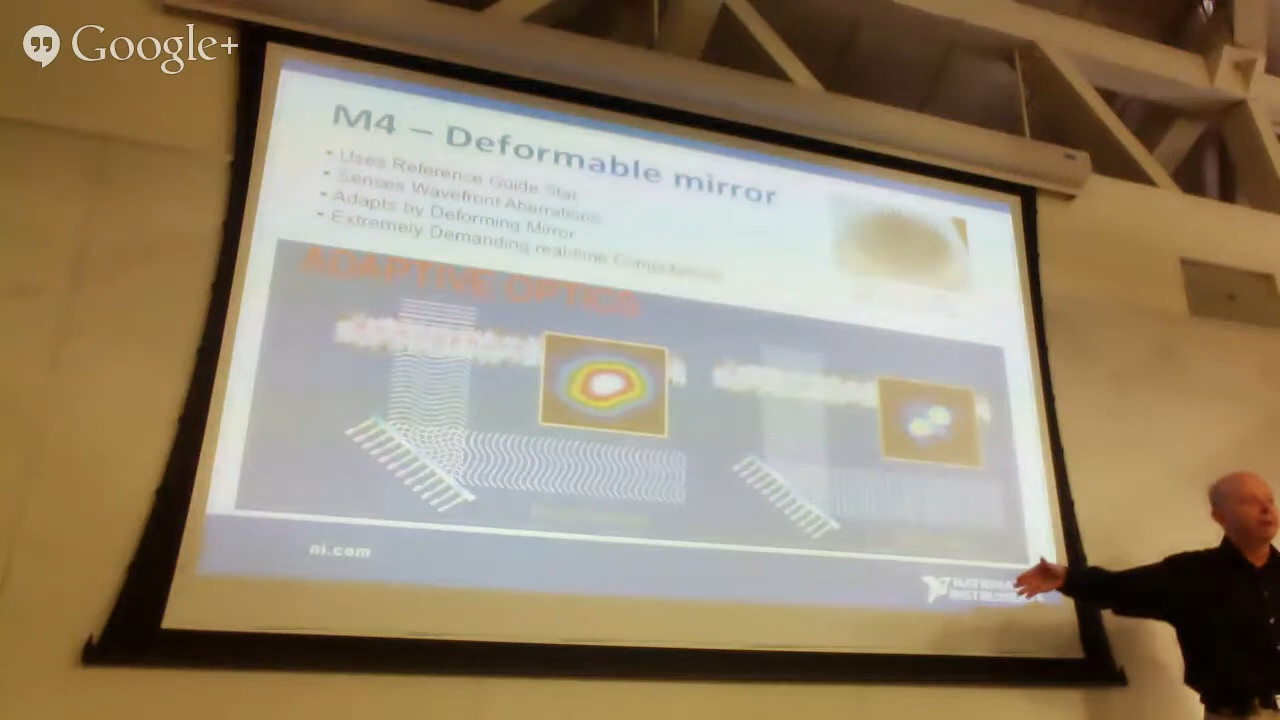 Google+
M4 – Deformable mirror
• Uses Reference Guide Star
• Senses Wavefront Aberrations
• Adapts by Deforming Mirror
• Extremely Demanding real-time Computations
ADAPTIVE OPTICS
ni.com
NATIONAL
INSTRUMENTS